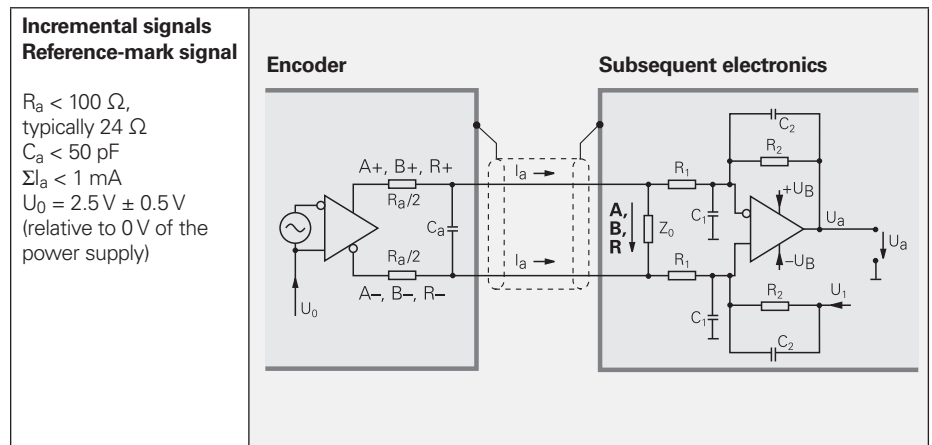 Incremental signals
Reference-mark signal
Rₐ < 100 Ω,
typically 24 Ω
Cₐ < 50 pF
ΣIₐ < 1 mA
U₀ = 2.5 V ± 0.5 V
(relative to 0 V of the
power supply)
Encoder
Subsequent electronics
A+, B+, R+
Rₐ/2
Cₐ
Rₐ/2
A–, B–, R–
U₀
Iₐ
Iₐ
A,
B,
R
Z₀
R₁
C₁
R₁
C₁
C₂
R₂
+U_B
–U_B
Uₐ
Uₐ
R₂
U₁
C₂